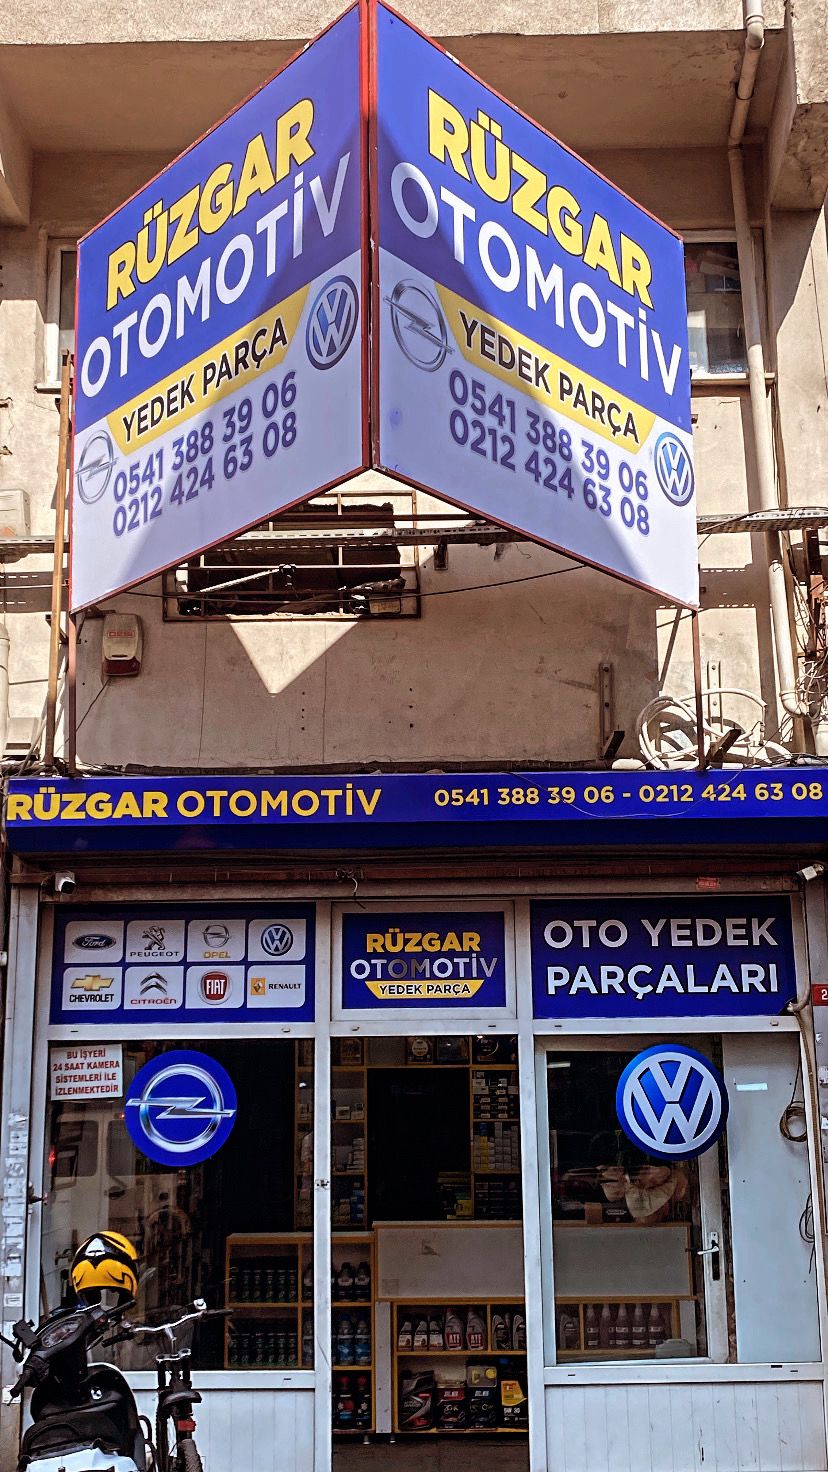 RÜZGAR
OTOMOTİV
YEDEK PARÇA
0541 388 39 06
0212 424 63 08
RÜZGAR
OTOMOTİV
YEDEK PARÇA
0541 388 39 06
0212 424 63 08
DESi
RÜZGAR OTOMOTİV 0541 388 39 06 - 0212 424 63 08
Ford PEUGEOT OPEL
CHEVROLET CITROËN FIAT RENAULT
RÜZGAR
OTOMOTİV
YEDEK PARÇA
OTO YEDEK
PARÇALARI
BU İŞYERİ
24 SAAT KAMERA
SİSTEMLERİ İLE
İZLENMEKTEDİR
ATE ATE